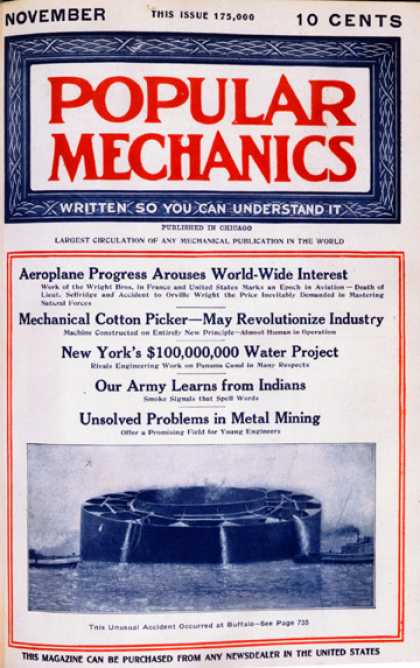 NOVEMBER THIS ISSUE 175,000 10 CENTS
POPULAR
MECHANICS
WRITTEN SO YOU CAN UNDERSTAND IT
PUBLISHED IN CHICAGO
LARGEST CIRCULATION OF ANY MECHANICAL PUBLICATION IN THE WORLD
Aeroplane Progress Arouses World-Wide Interest
Work of the Wright Bros. in France and United States Marks an Epoch in Aviation—Death of
Lieut. Selfridge and Accident to Orville Wright the Price Inevitably Demanded in Mastering
Natural Forces
Mechanical Cotton Picker—May Revolutionize Industry
Machine Constructed on Entirely New Principle—Almost Human in Operation
New York's $100,000,000 Water Project
Rivals Engineering Work on Panama Canal in Many Respects
Our Army Learns from Indians
Smoke Signals that Spell Words
Unsolved Problems in Metal Mining
Offer a Promising Field for Young Engineers
This Unusual Accident Occurred at Buffalo—See Page 735
THIS MAGAZINE CAN BE PURCHASED FROM ANY NEWSDEALER IN THE UNITED STATES